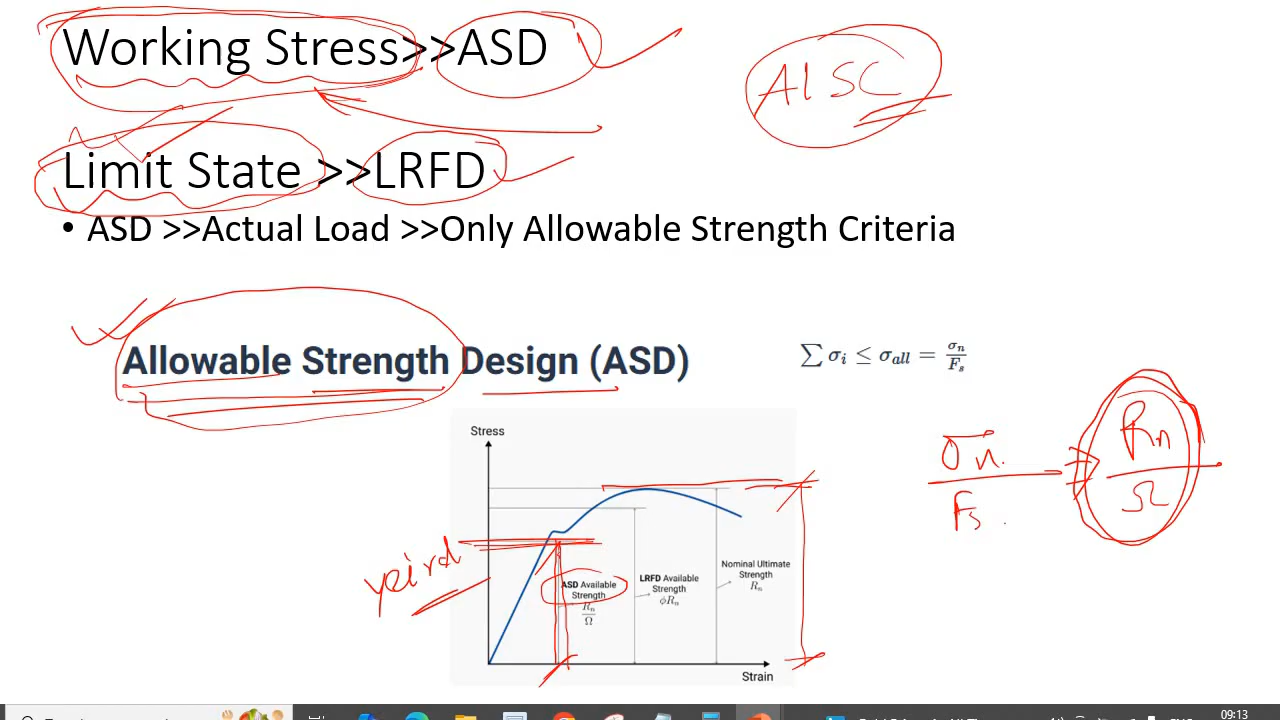 Working Stress>>ASD
AISC
Limit State >>LRFD
• ASD >>Actual Load >>Only Allowable Strength Criteria
Allowable Strength Design (ASD)
∑ σi ≤ σall = σn/Fs
Stress
σn
Fs
Rn
Ω
yeird
ASD Available
Strength
Rn
Ω
LRFD Available
Strength
ϕRn
Nominal Ultimate
Strength
Rn
Strain
09:13